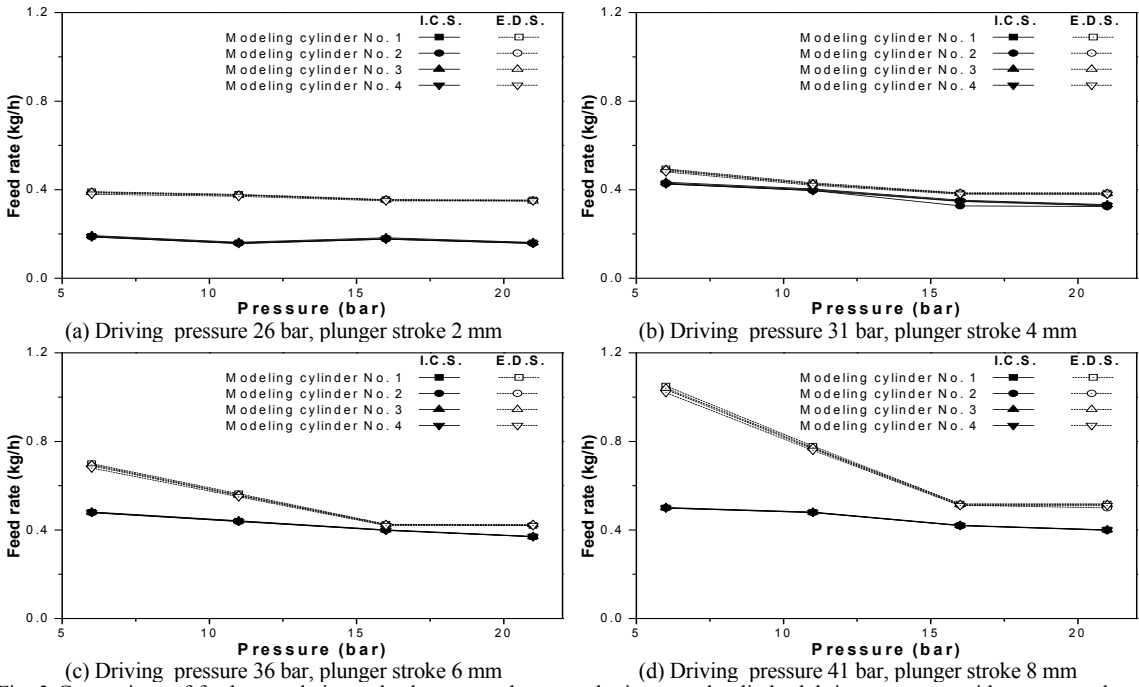 1.2
0.8
0.4
0.0
Feed rate (kg/h)
I.C.S. E.D.S.
Modeling cylinder No. 1
Modeling cylinder No. 2
Modeling cylinder No. 3
Modeling cylinder No. 4
5 10 15 20
Pressure (bar)
(a) Driving pressure 26 bar, plunger stroke 2 mm
1.2
0.8
0.4
0.0
Feed rate (kg/h)
I.C.S. E.D.S.
Modeling cylinder No. 1
Modeling cylinder No. 2
Modeling cylinder No. 3
Modeling cylinder No. 4
5 10 15 20
Pressure (bar)
(b) Driving pressure 31 bar, plunger stroke 4 mm
1.2
0.8
0.4
0.0
Feed rate (kg/h)
I.C.S. E.D.S.
Modeling cylinder No. 1
Modeling cylinder No. 2
Modeling cylinder No. 3
Modeling cylinder No. 4
5 10 15 20
Pressure (bar)
(c) Driving pressure 36 bar, plunger stroke 6 mm
1.2
0.8
0.4
0.0
Feed rate (kg/h)
I.C.S. E.D.S.
Modeling cylinder No. 1
Modeling cylinder No. 2
Modeling cylinder No. 3
Modeling cylinder No. 4
5 10 15 20
Pressure (bar)
(d) Driving pressure 41 bar, plunger stroke 8 mm